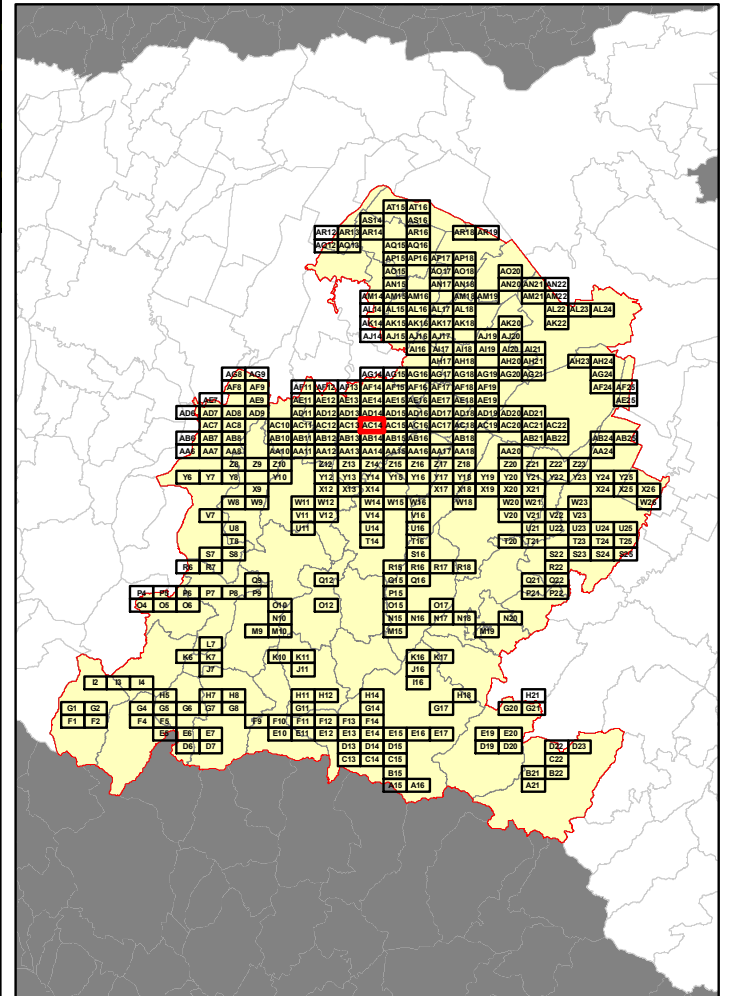 AT15 AT16
AS14 AS16
AR12 AR13 AR14 AR16 AR18 AR19
AQ12 AQ13 AQ15 AQ16
AP15 AP16 AP17 AP18
AO15 AO17 AO18 AO20
AN15 AN17 AN18 AN20 AN21 AN22
AM14 AM15 AM16 AM18 AM19 AM21 AM22
AL14 AL15 AL16 AL17 AL18 AL22 AL23 AL24
AK14 AK15 AK16 AK17 AK18 AK20 AK22
AJ14 AJ15 AJ16 AJ17 AJ19 AJ20
AI16 AI17 AI18 AI19 AI20 AI21
AH17 AH18 AH20 AH21 AH23 AH24
AG8 AG9 AG14 AG15 AG16 AG17 AG18 AG19 AG20 AG21 AG24
AF8 AF9 AF11 AF12 AF13 AF14 AF15 AF16 AF17 AF18 AF19 AF24 AF25
AE7 AE9 AE11 AE12 AE13 AE14 AE15 AE16 AE17 AE18 AE19 AE25
AD6 AD7 AD8 AD9 AD11 AD12 AD13 AD14 AD15 AD16 AD17 AD18 AD19 AD20 AD21
AC7 AC8 AC10 AC11 AC12 AC13 AC14 AC15 AC16 AC17 AC18 AC19 AC20 AC21 AC22
AB6 AB7 AB8 AB10 AB11 AB12 AB13 AB14 AB15 AB16 AB18 AB21 AB22 AB24 AB25
AA6 AA7 AA8 AA10 AA11 AA12 AA13 AA14 AA15 AA16 AA17 AA18 AA20 AA24
Z8 Z9 Z10 Z12 Z13 Z14 Z15 Z16 Z17 Z18 Z20 Z21 Z22 Z23
Y6 Y7 Y8 Y10 Y12 Y13 Y14 Y15 Y16 Y17 Y18 Y19 Y20 Y21 Y22 Y23 Y24 Y25
X9 X12 X13 X14 X17 X18 X19 X20 X21 X24 X25 X26
W8 W9 W11 W12 W14 W15 W16 W18 W20 W21 W23 W26
V7 V11 V12 V14 V16 V20 V21 V22 V23
U8 U11 U14 U16 U21 U22 U23 U24 U25
T8 T14 T16 T20 T21 T23 T24 T25
S7 S8 S16 S22 S23 S24 S25
R6 R7 R15 R16 R17 R18 R22
Q9 Q12 Q15 Q16 Q21 Q22
P4 P5 P6 P7 P8 P9 P15 P21 P22
O4 O5 O6 O10 O12 O15 O17
N10 N15 N16 N17 N18 N20
M9 M10 M15 M19
L7
K6 K7 K10 K11 K16 K17
J7 J11 J16
I2 I3 I4 I16
H5 H7 H8 H11 H12 H14 H18 H21
G1 G2 G4 G5 G6 G7 G8 G11 G14 G17 G20 G21
F1 F2 F4 F5 F9 F10 F11 F12 F13 F14
E5 E6 E7 E10 E11 E12 E13 E14 E15 E16 E17 E19 E20
D6 D7 D13 D14 D15 D19 D20 D22 D23
C13 C14 C15 C22
B15 B21 B22
A15 A16 A21